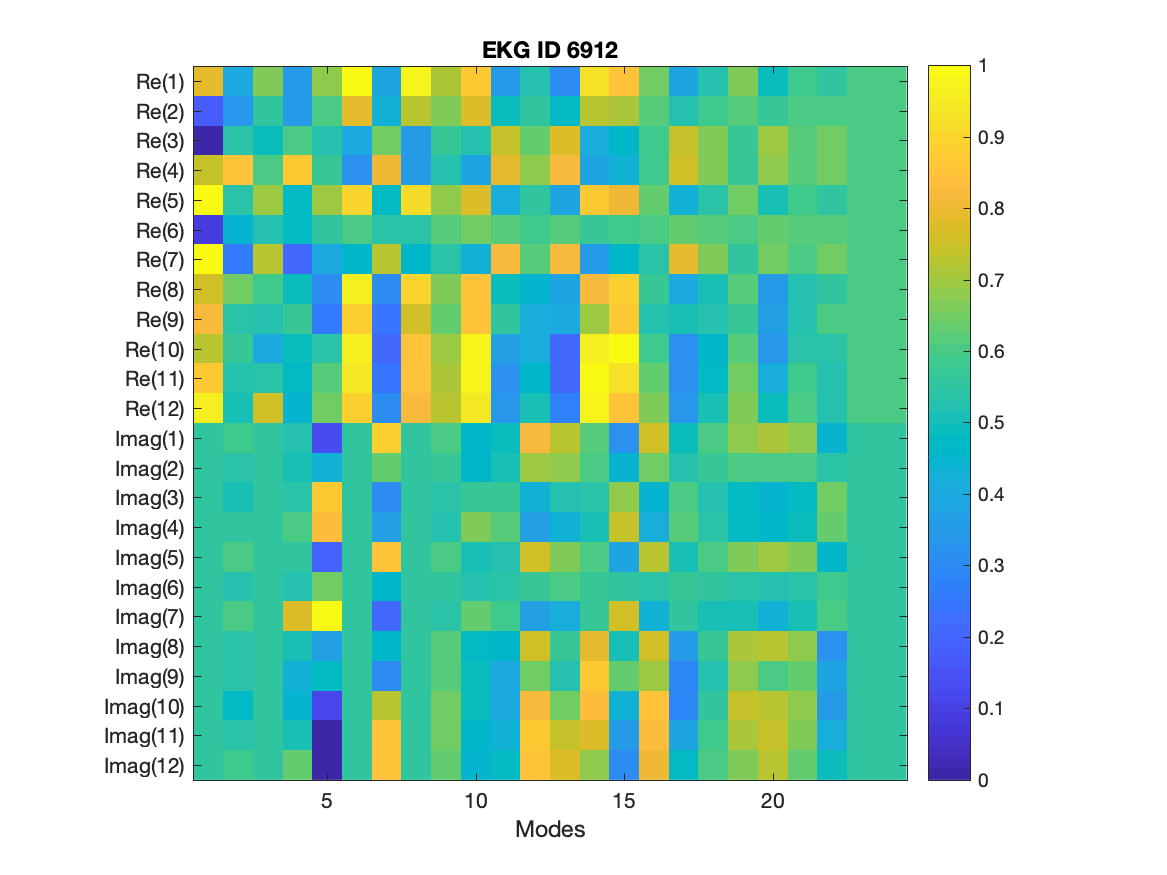 EKG ID 6912
Re(1)
Re(2)
Re(3)
Re(4)
Re(5)
Re(6)
Re(7)
Re(8)
Re(9)
Re(10)
Re(11)
Re(12)
Imag(1)
Imag(2)
Imag(3)
Imag(4)
Imag(5)
Imag(6)
Imag(7)
Imag(8)
Imag(9)
Imag(10)
Imag(11)
Imag(12)
5 10 15 20
Modes
1
0.9
0.8
0.7
0.6
0.5
0.4
0.3
0.2
0.1
0